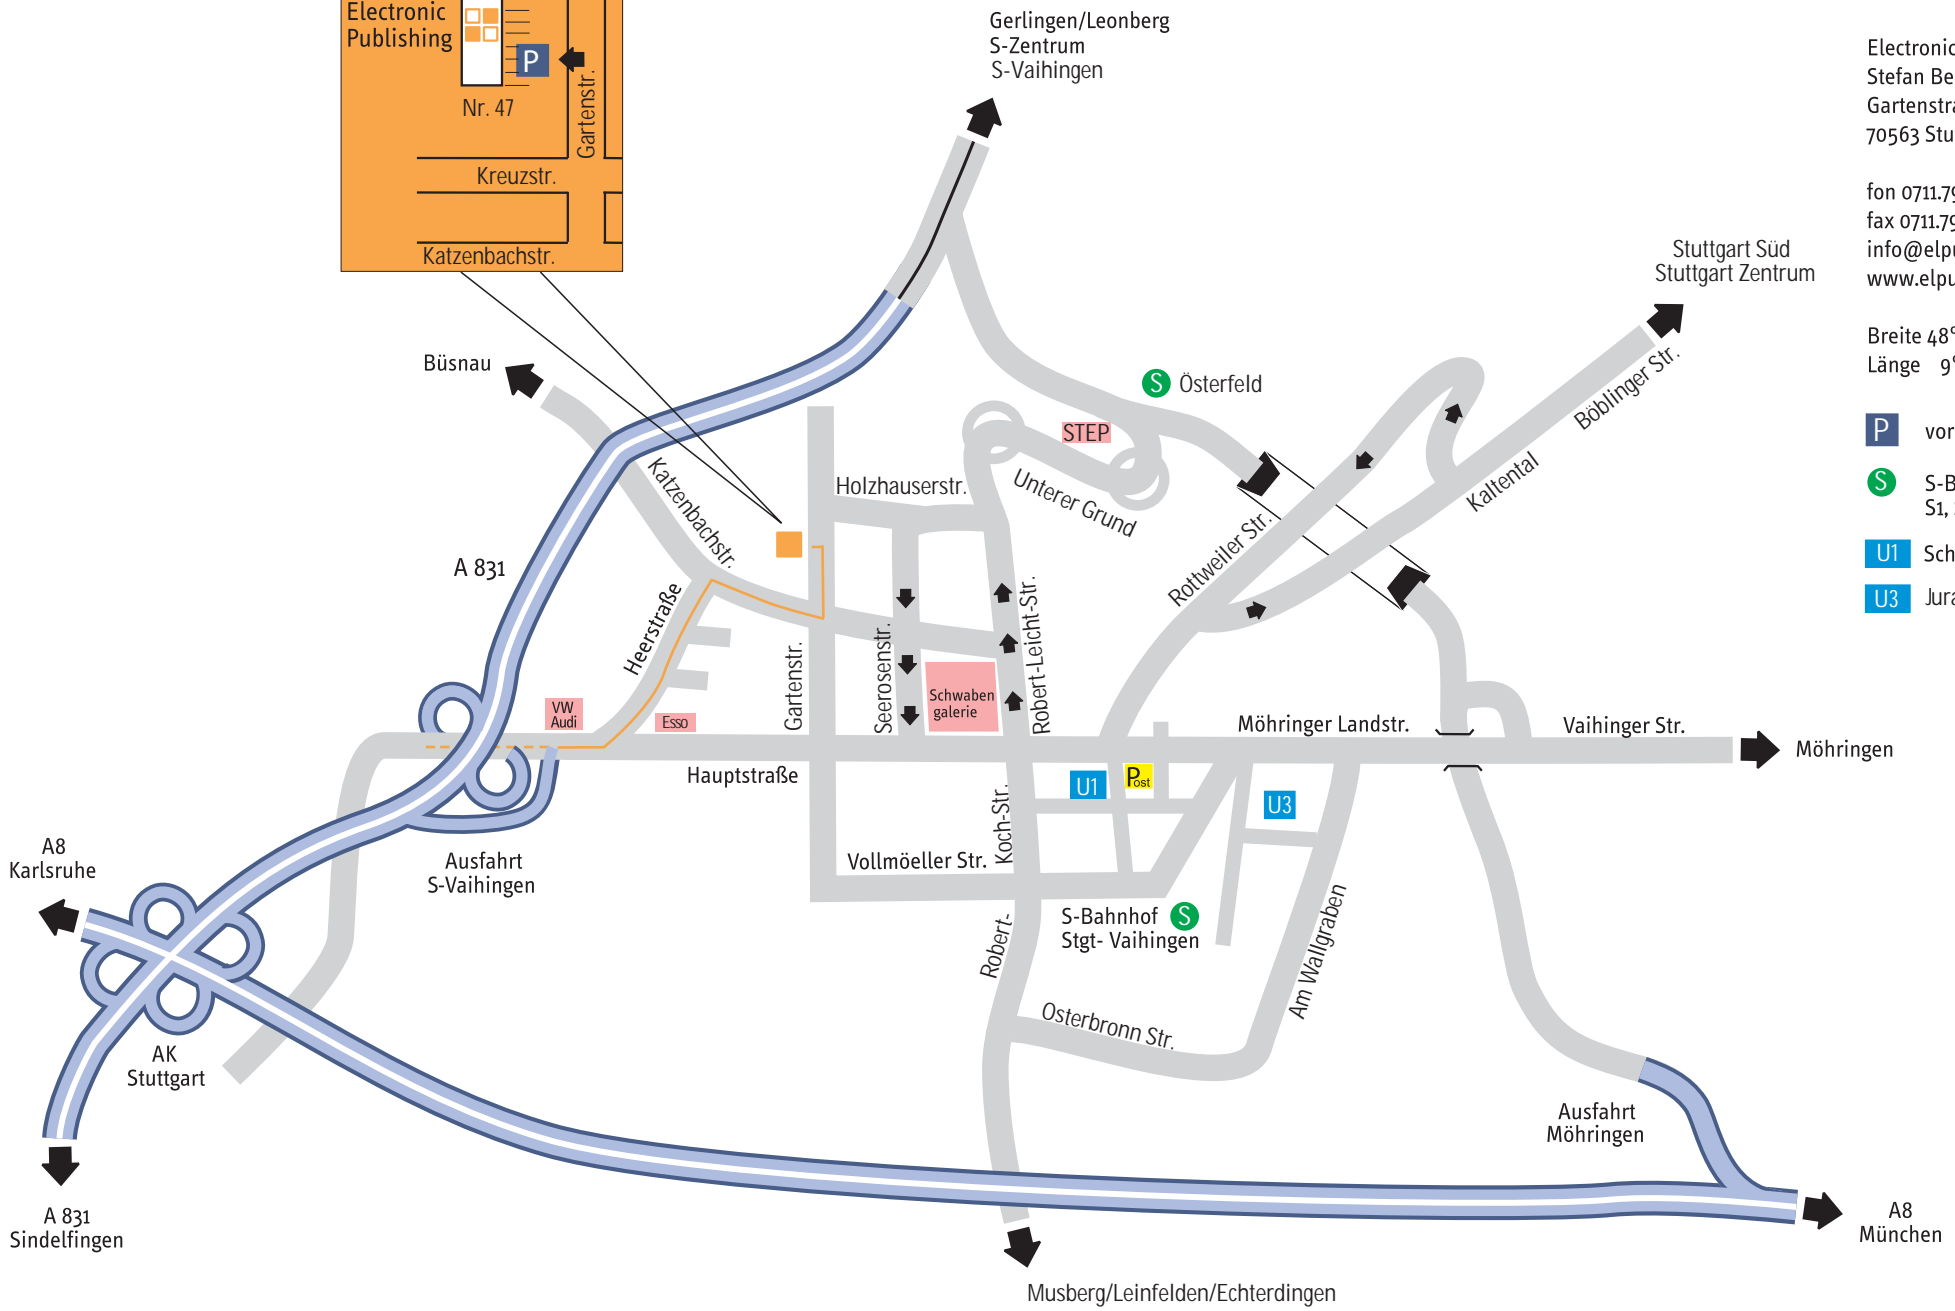 Electronic
Publishing
P
Nr. 47
Gartenstr.
Kreuzstr.
Katzenbachstr.
Gerlingen/Leonberg
S-Zentrum
S-Vaihingen
Stuttgart Süd
Stuttgart Zentrum
Electronic
Stefan Be
Gartenstra
70563 Stu
fon 0711.79
fax 0711.79
info@elpu
www.elpu
Breite 48°
Länge 9°
P vor
S S-B
S1,
U1 Sch
U3 Jura
Büsnau
S Österfeld
STEP
Böblinger Str.
Kaltental
Katzenbachstr.
Holzhauserstr.
Unterer Grund
Rottweiler Str.
A 831
Heerstraße
Gartenstr.
Seerosenstr.
Robert-Leicht-Str.
Schwaben
galerie
VW
Audi
Esso
Möhringer Landstr.
Vaihinger Str.
Möhringen
Hauptstraße
U1
Post
U3
Koch-Str.
Vollmöeller Str.
A8
Karlsruhe
Ausfahrt
S-Vaihingen
S-Bahnhof S
Stgt- Vaihingen
Robert-
Am Wallgraben
Osterbronn Str.
AK
Stuttgart
Ausfahrt
Möhringen
A 831
Sindelfingen
A8
München
Musberg/Leinfelden/Echterdingen